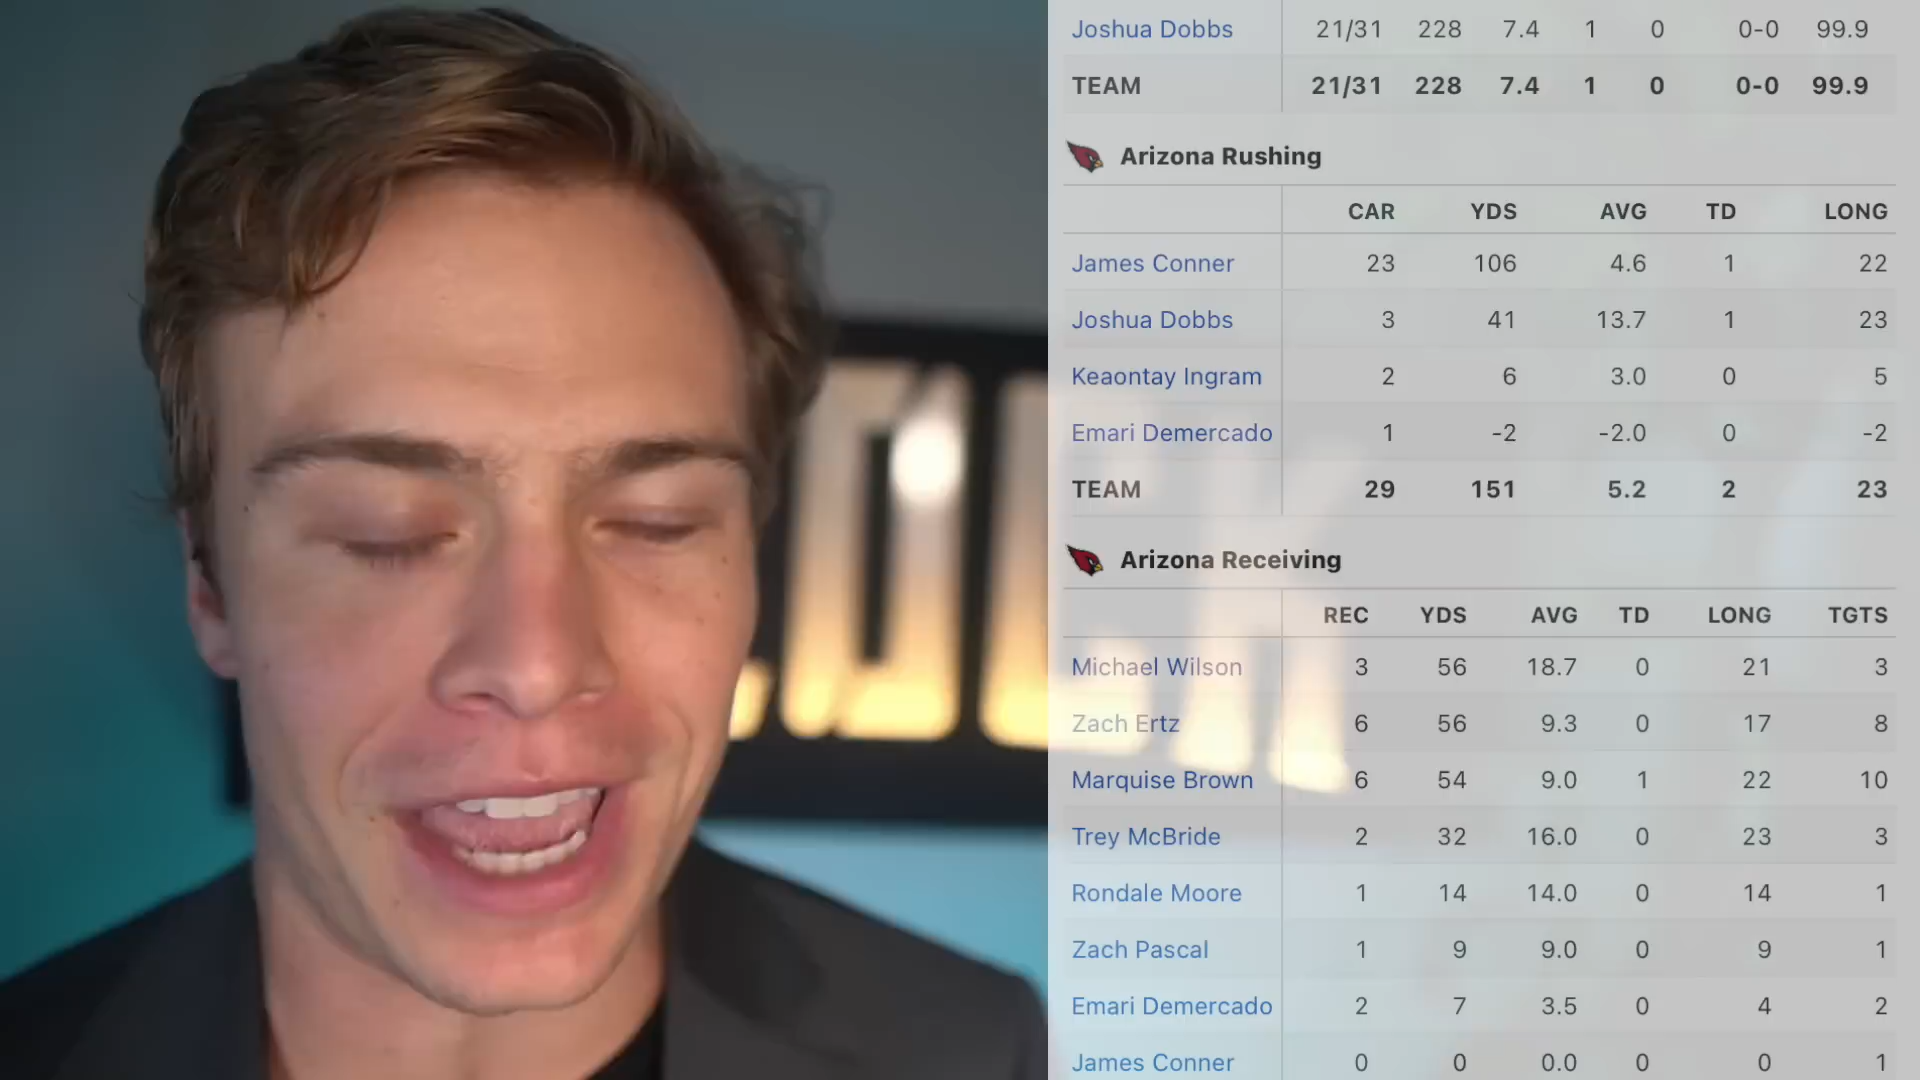 Joshua Dobbs 21/31 228 7.4 1 0 0-0 99.9
TEAM 21/31 228 7.4 1 0 0-0 99.9
Arizona Rushing
CAR YDS AVG TD LONG
James Conner 23 106 4.6 1 22
Joshua Dobbs 3 41 13.7 1 23
Keaontay Ingram 2 6 3.0 0 5
Emari Demercado 1 -2 -2.0 0 -2
TEAM 29 151 5.2 2 23
Arizona Receiving
REC YDS AVG TD LONG TGTS
Michael Wilson 3 56 18.7 0 21 3
Zach Ertz 6 56 9.3 0 17 8
Marquise Brown 6 54 9.0 1 22 10
Trey McBride 2 32 16.0 0 23 3
Rondale Moore 1 14 14.0 0 14 1
Zach Pascal 1 9 9.0 0 9 1
Emari Demercado 2 7 3.5 0 4 2
James Conner 0 0 0.0 0 0 1